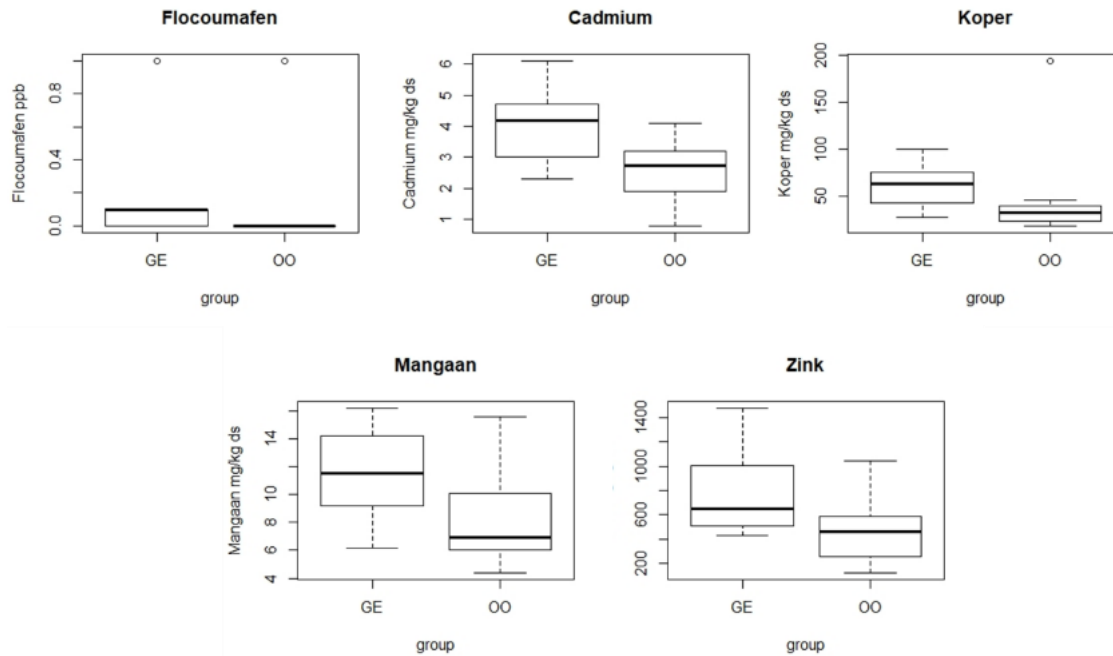 Flocoumafen
Flocoumafen ppb
0.8
0.4
0.0
GE OO
group
Cadmium
Cadmium mg/kg ds
6
5
4
3
2
1
GE OO
group
Koper
Koper mg/kg ds
200
150
100
50
GE OO
group
Mangaan
Mangaan mg/kg ds
14
10
8
6
4
GE OO
group
Zink
1400
1000
600
200
GE OO
group